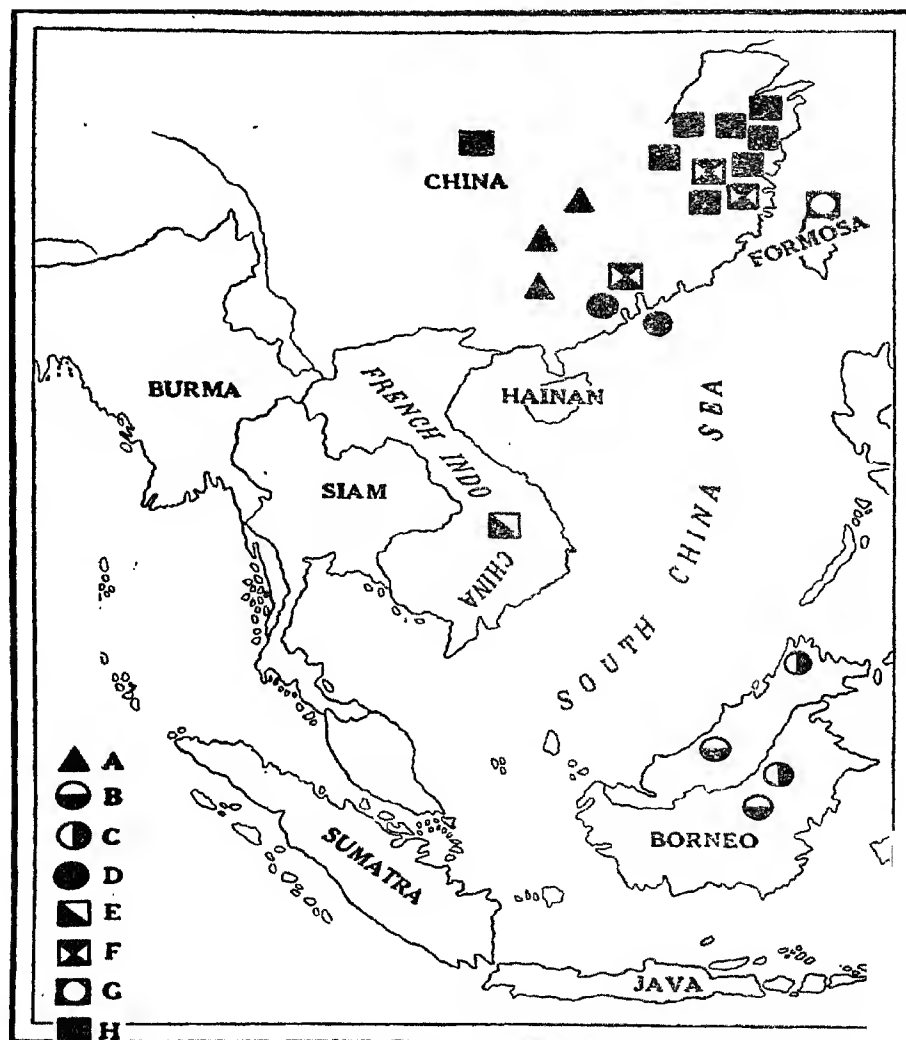 CHINA
FORMOSA
BURMA
FRENCH INDO
CHINA
HAINAN
SIAM
SOUTH CHINA SEA
BORNEO
SUMATRA
JAVA
A
B
C
D
E
F
G
H